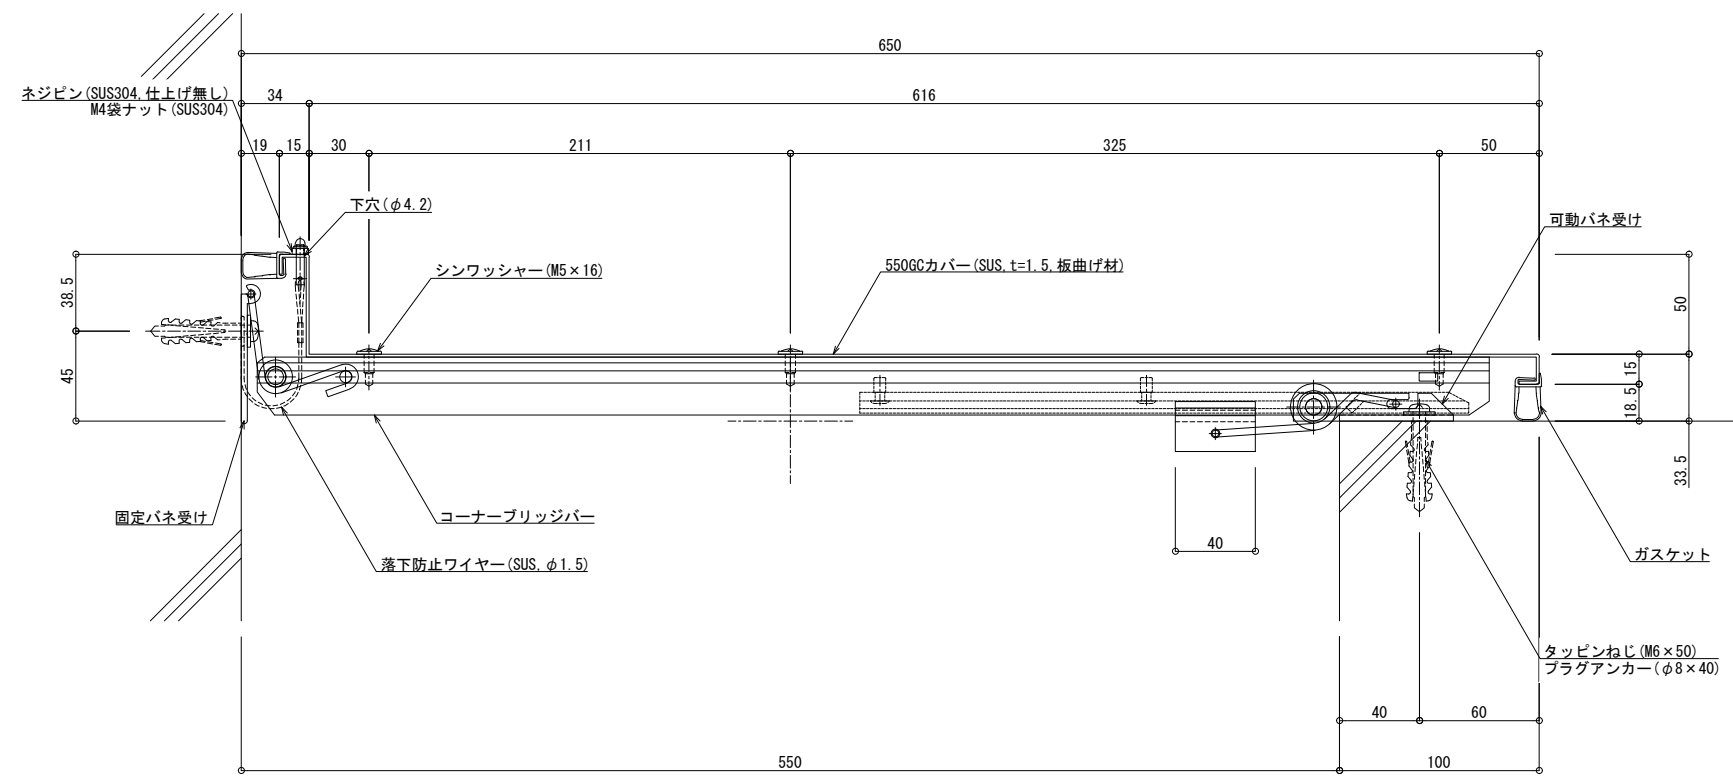 650
ネジピン(SUS304,仕上げ無し)
M4袋ナット(SUS304)
34
616
19
15
30
211
325
50
下穴(φ4.2)
可動バネ受け
シンワッシャー(M5×16)
550GCカバー(SUS,t=1.5,板曲げ材)
38.5
45
50
15
18.5
33.5
固定バネ受け
コーナーブリッジバー
落下防止ワイヤー(SUS,φ1.5)
40
ガスケット
タッピンねじ(M6×50)
プラグアンカー(φ8×40)
40
60
550
100